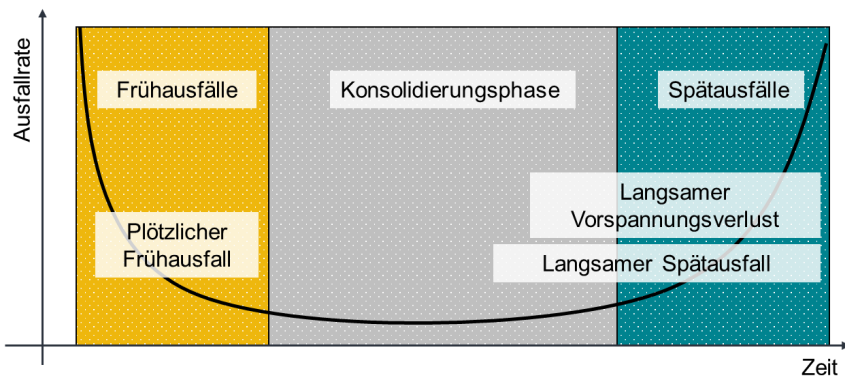 Ausfallrate
Frühausfälle
Konsolidierungsphase
Spätausfälle
Plötzlicher
Frühausfall
Langsamer
Vorspannungsverlust
Langsamer Spätausfall
Zeit